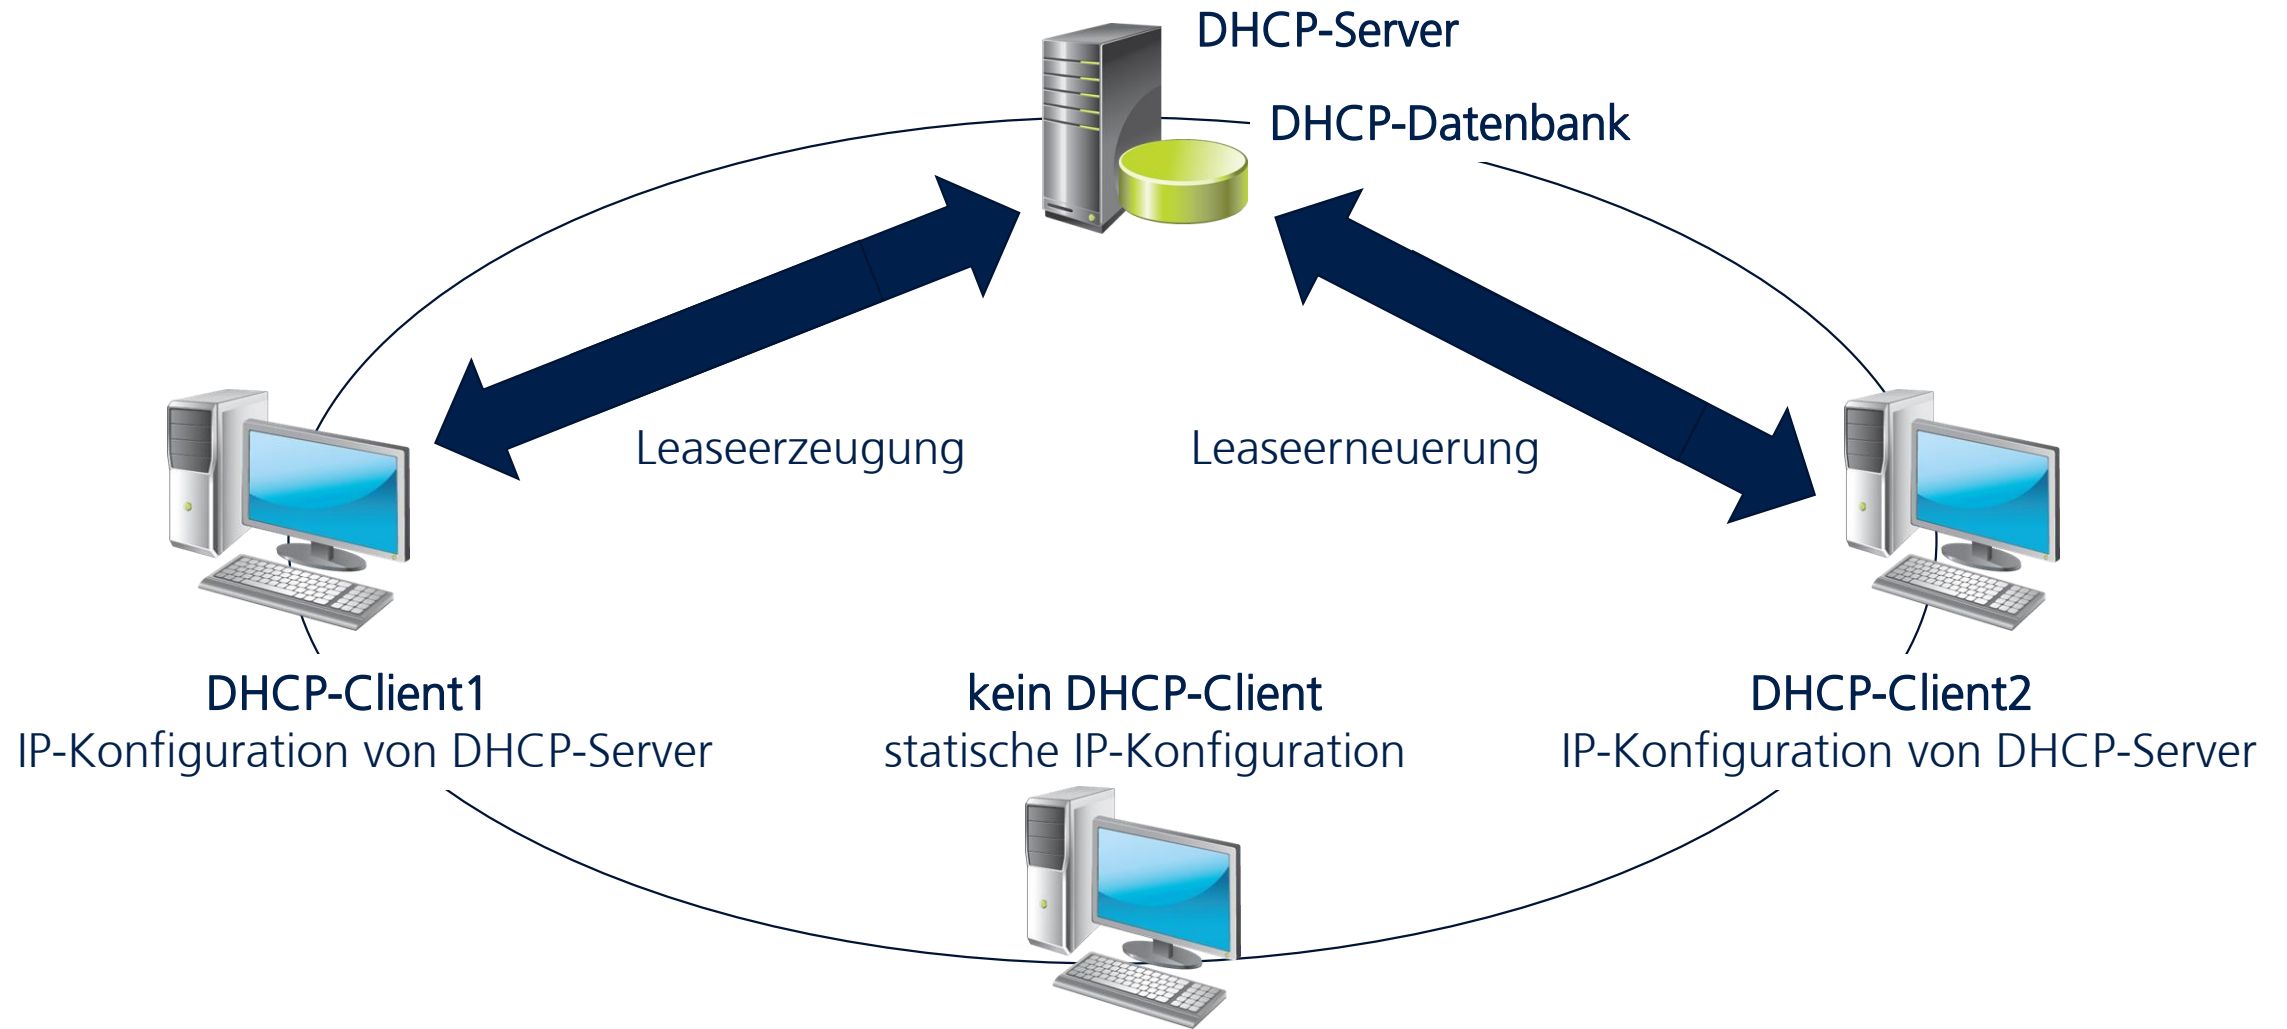 DHCP-Server
DHCP-Datenbank
Leaseerzeugung
Leaseerneuerung
DHCP-Client1
IP-Konfiguration von DHCP-Server
kein DHCP-Client
statische IP-Konfiguration
DHCP-Client2
IP-Konfiguration von DHCP-Server